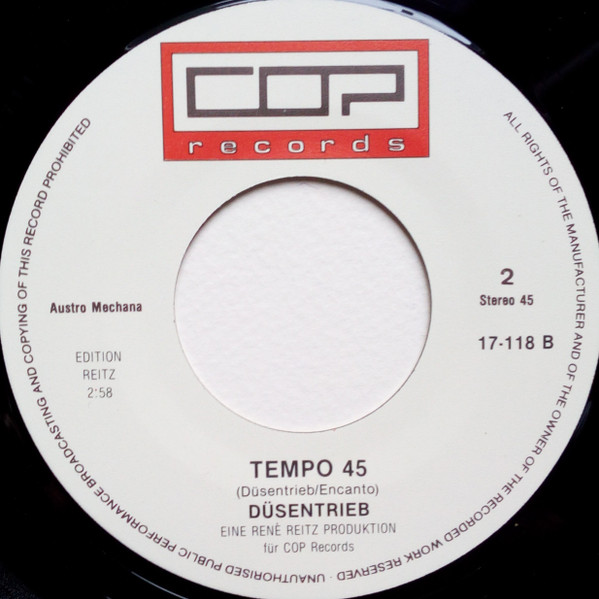 COP
records
ALL RIGHTS OF THE MANUFACTURER AND OF THE OWNER OF THE RECORDED WORK RESERVED · UNAUTHORISED PUBLIC PERFORMANCE BROADCASTING AND COPYING OF THIS RECORD PROHIBITED
2
Stereo 45
17-118 B
Austro Mechana
EDITION
REITZ
2:58
TEMPO 45
(Düsentrieb/Encanto)
DÜSENTRIEB
EINE RENÈ REITZ PRODUKTION
für COP Records